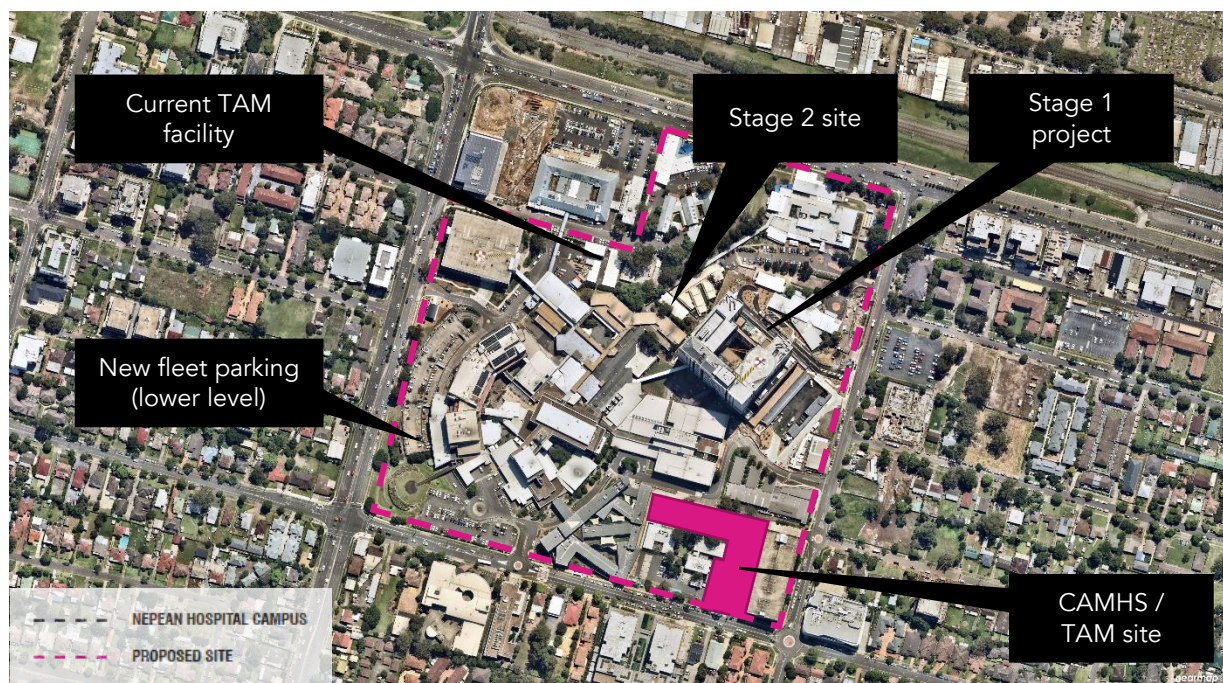 Current TAM
facility
Stage 2 site
Stage 1
project
New fleet parking
(lower level)
CAMHS /
TAM site
NEPEAN HOSPITAL CAMPUS
PROPOSED SITE
nearmap